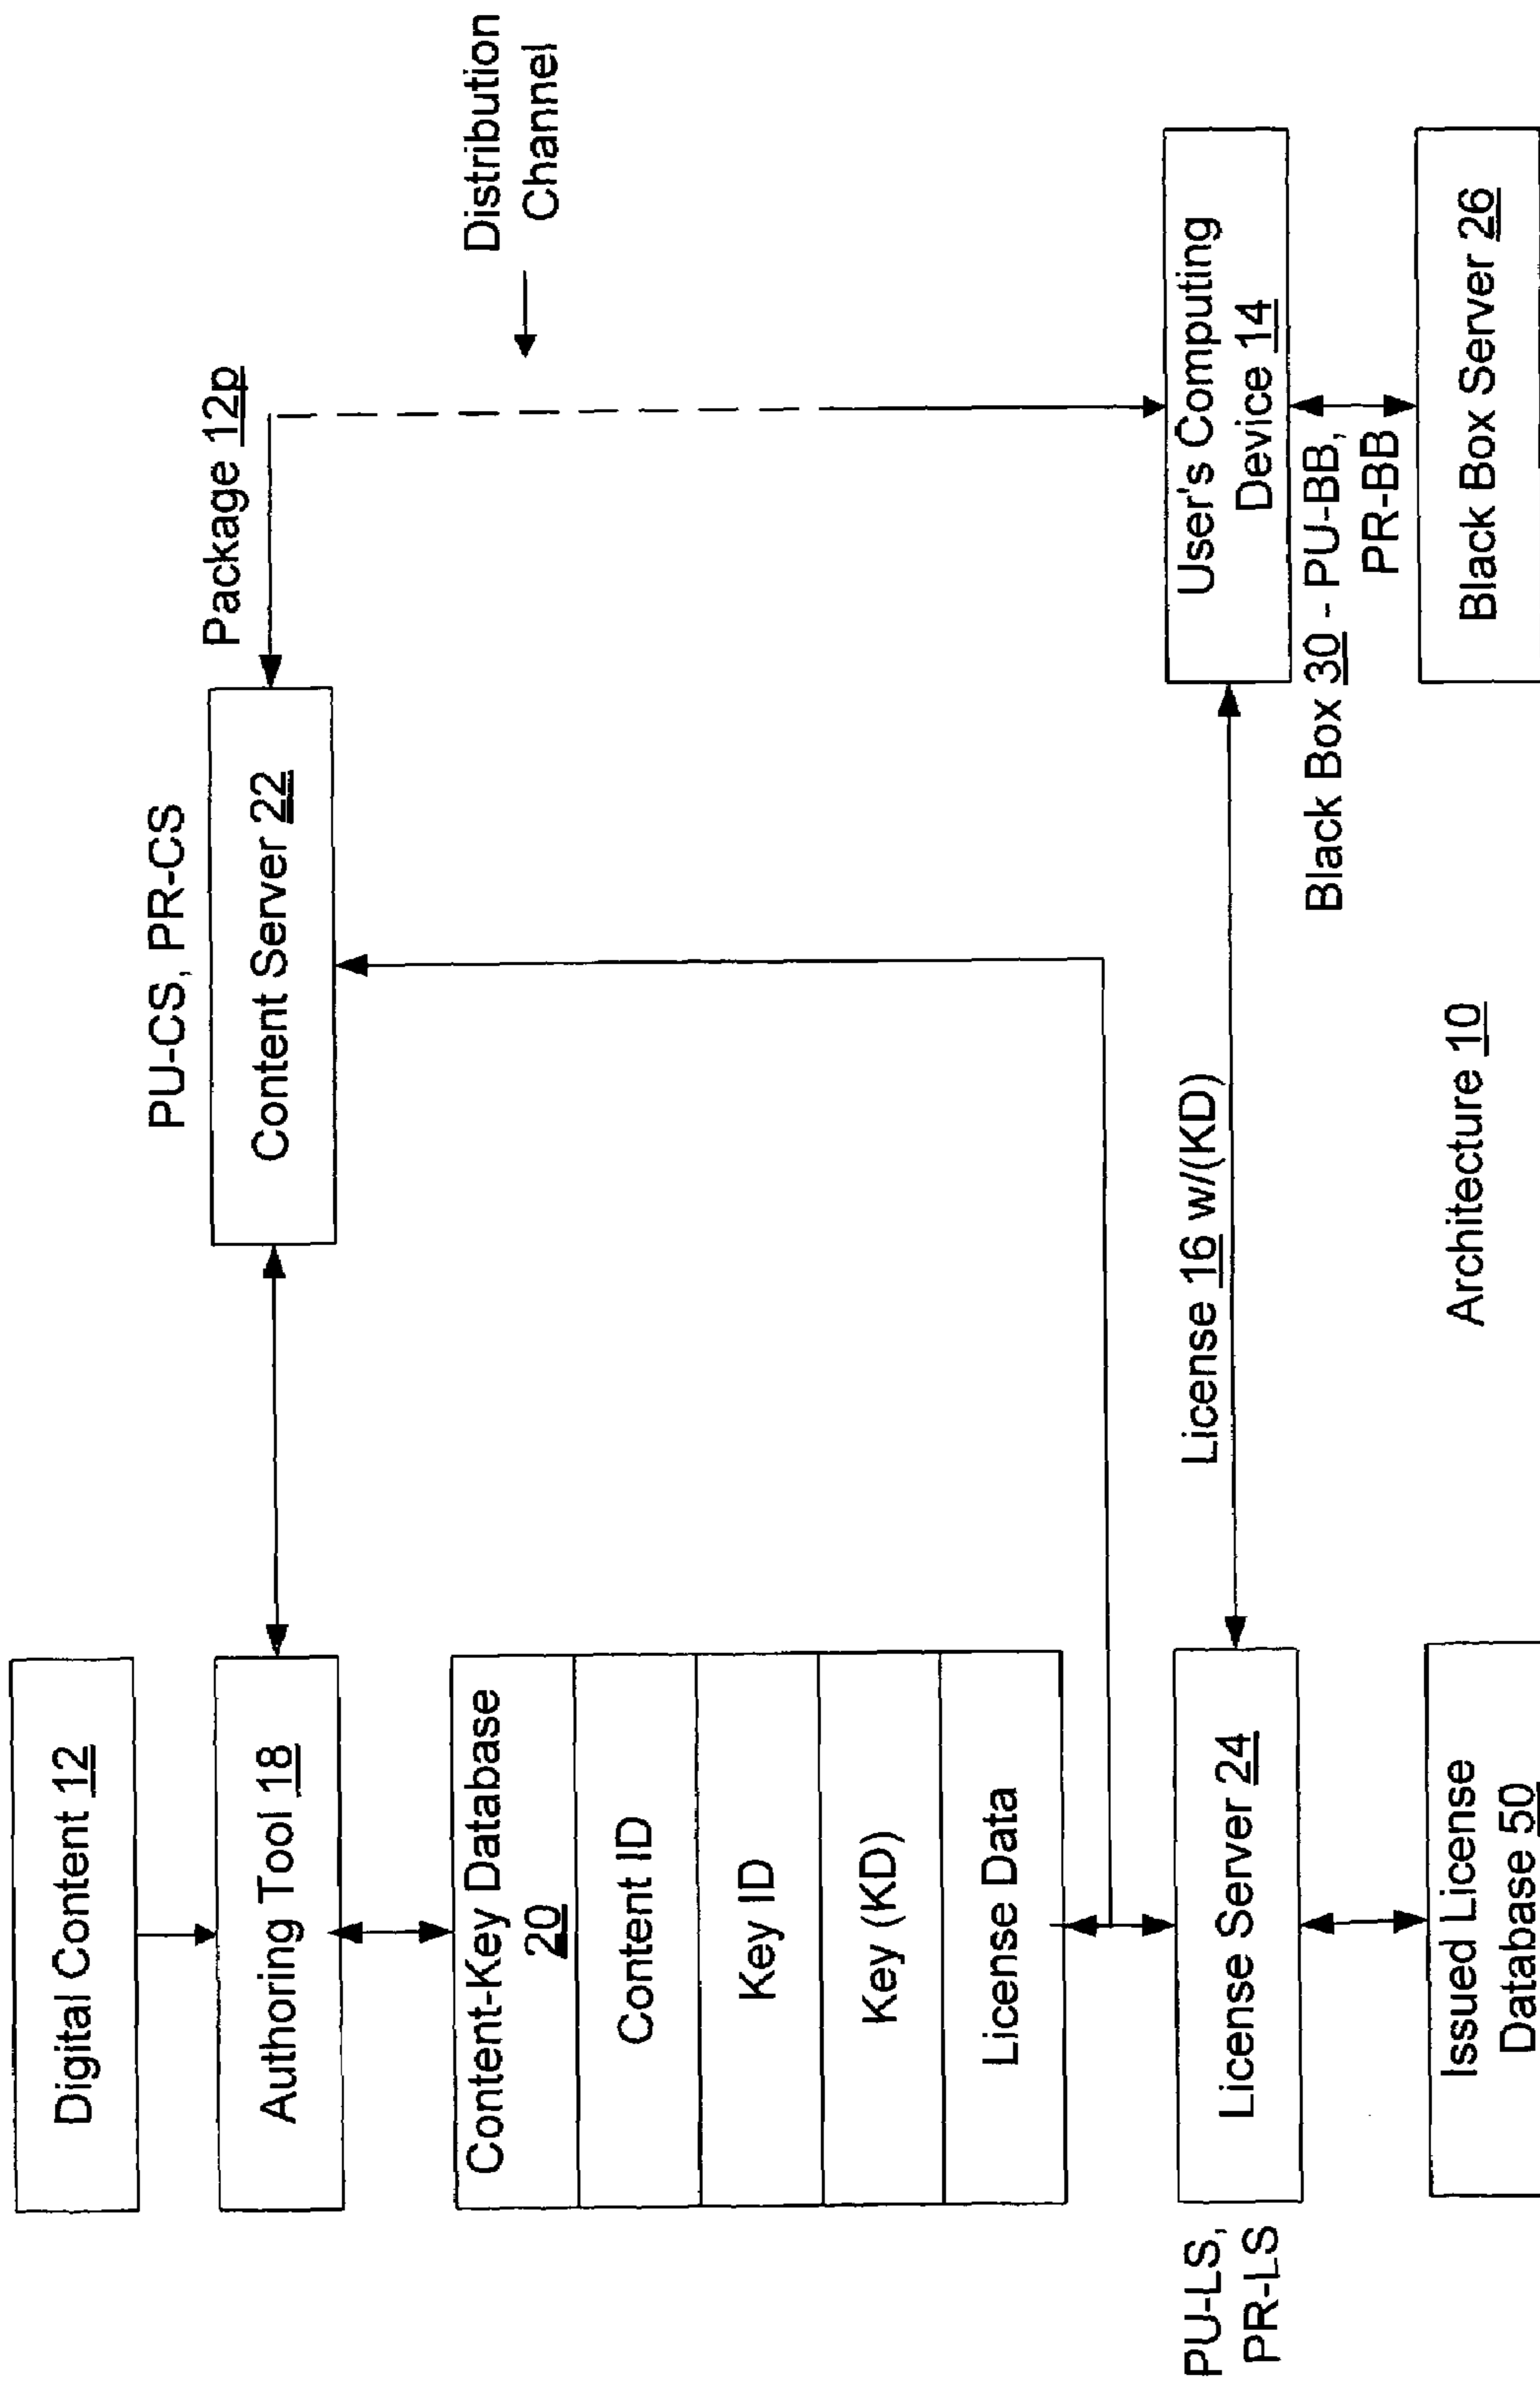 Digital Content 12
Authoring Tool 18
Content-Key Database
20
Content ID
Key ID
Key (KD)
License Data
PU-LS,
PR-LS
License Server 24
Issued License
Database 50
PU-CS, PR-CS
Content Server 22
Package 12p
Distribution
Channel
License 16 w/(KD)
User's Computing
Device 14
Black Box 30 - PU-BB,
PR-BB
Black Box Server 26
Architecture 10